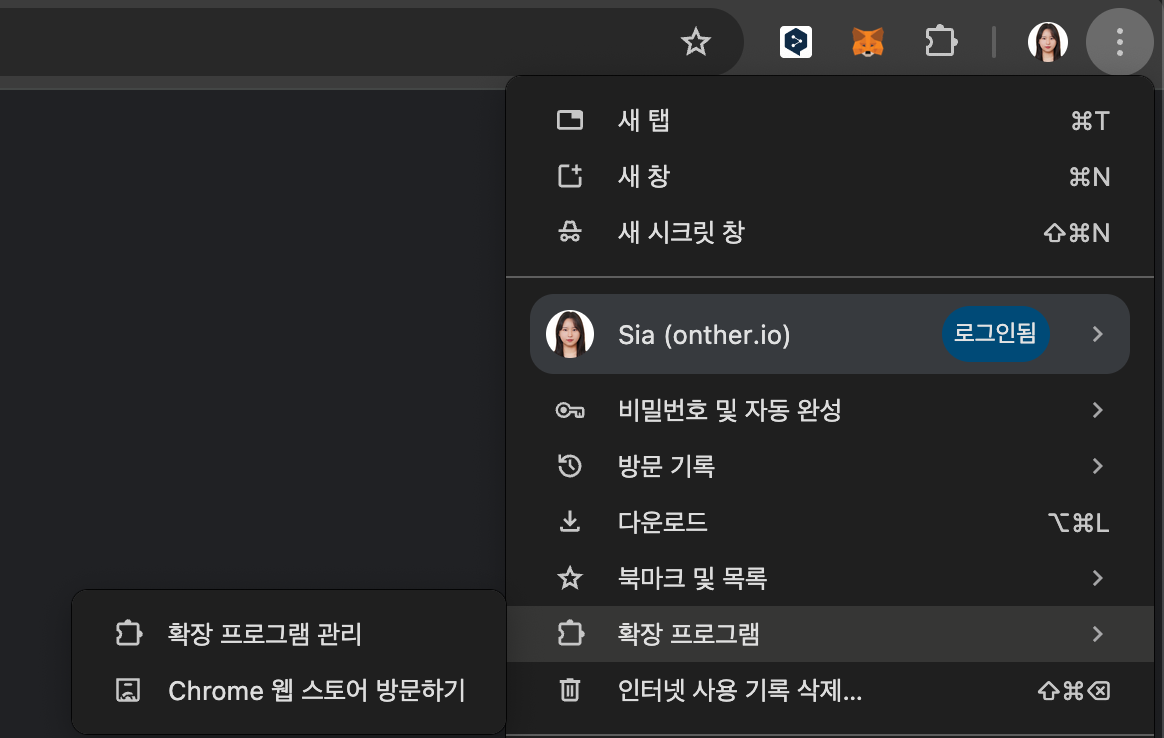 새 탭 ⌘T
새 창 ⌘N
새 시크릿 창 ⇧⌘N
Sia (onther.io) 로그인됨
비밀번호 및 자동 완성
방문 기록
다운로드 ⌥⌘L
북마크 및 목록
확장 프로그램
인터넷 사용 기록 삭제... ⇧⌘⌫
확장 프로그램 관리
Chrome 웹 스토어 방문하기